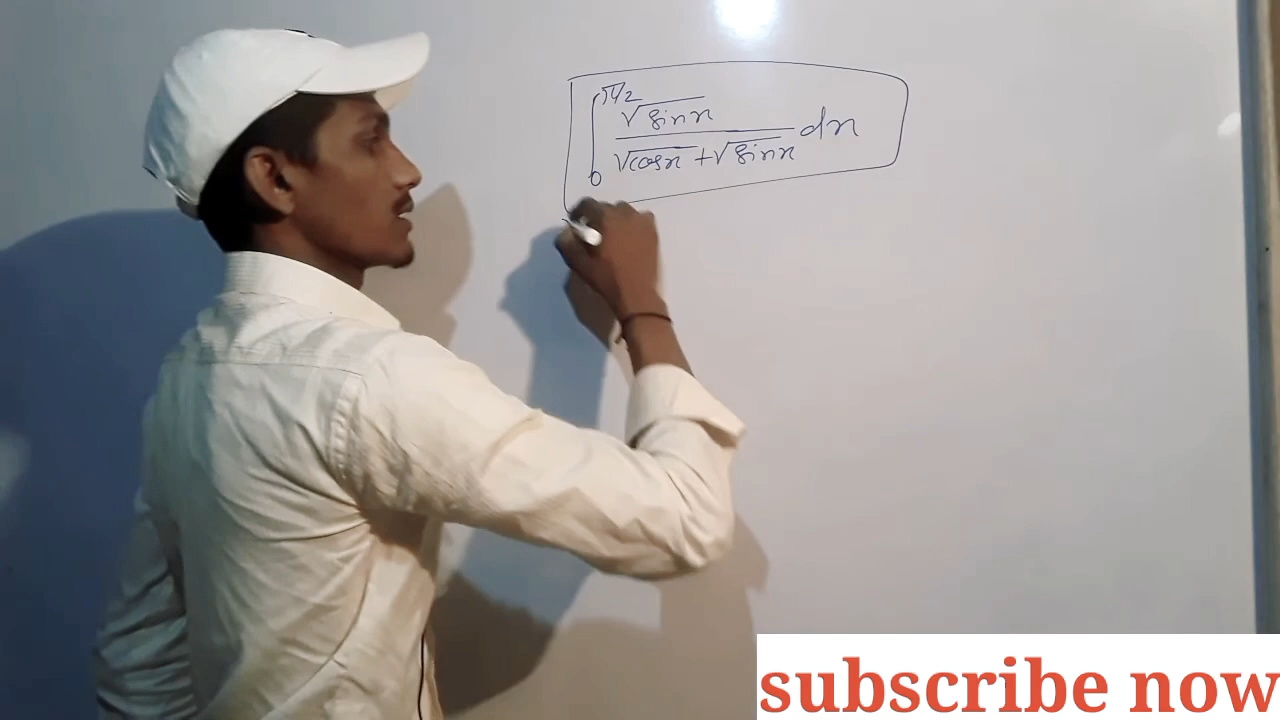 ∫₀^π/2 √sinx / (√cosx + √sinx) dx
subscribe now